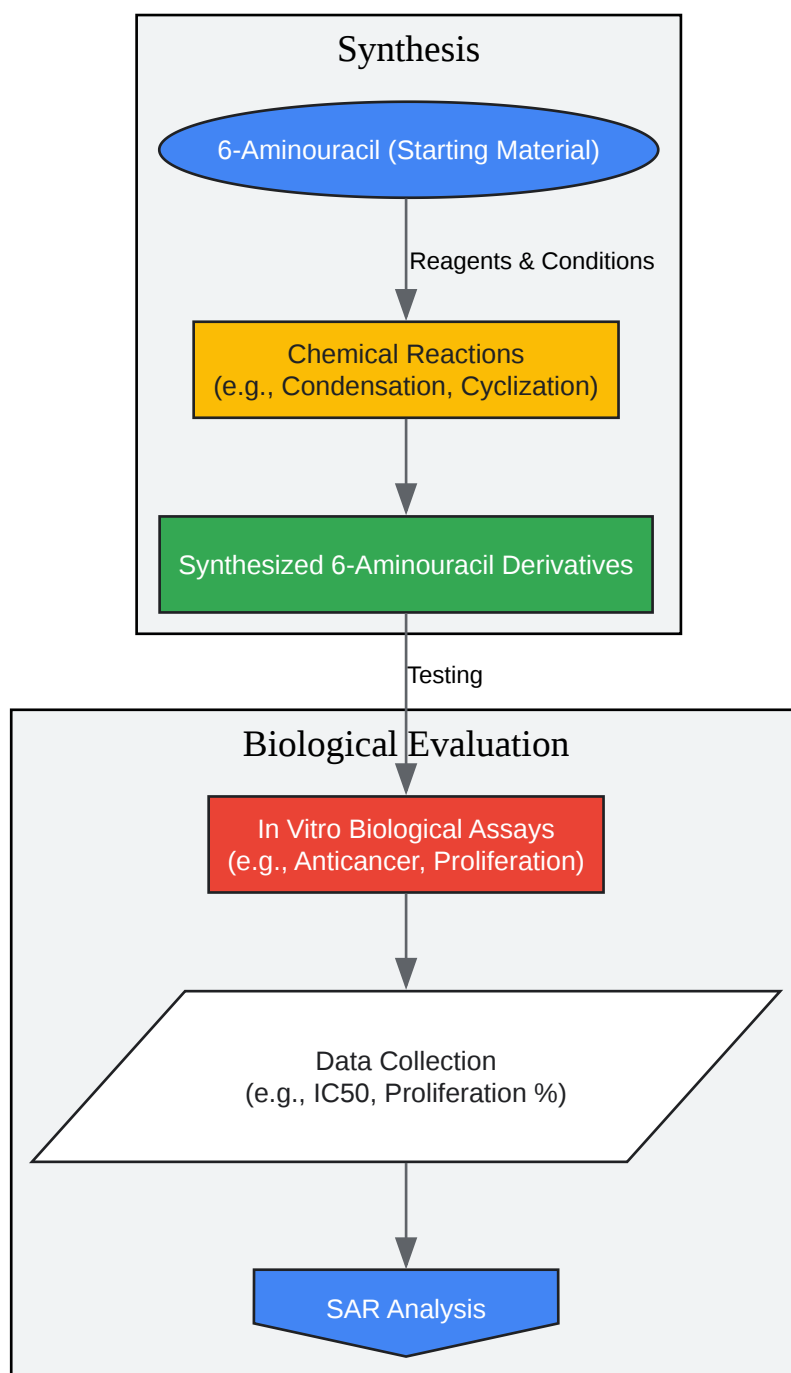 Synthesis
6-Aminouracil (Starting Material)
Reagents & Conditions
Chemical Reactions
(e.g., Condensation, Cyclization)
Synthesized 6-Aminouracil Derivatives
Testing
Biological Evaluation
In Vitro Biological Assays
(e.g., Anticancer, Proliferation)
Data Collection
(e.g., IC50, Proliferation %)
SAR Analysis